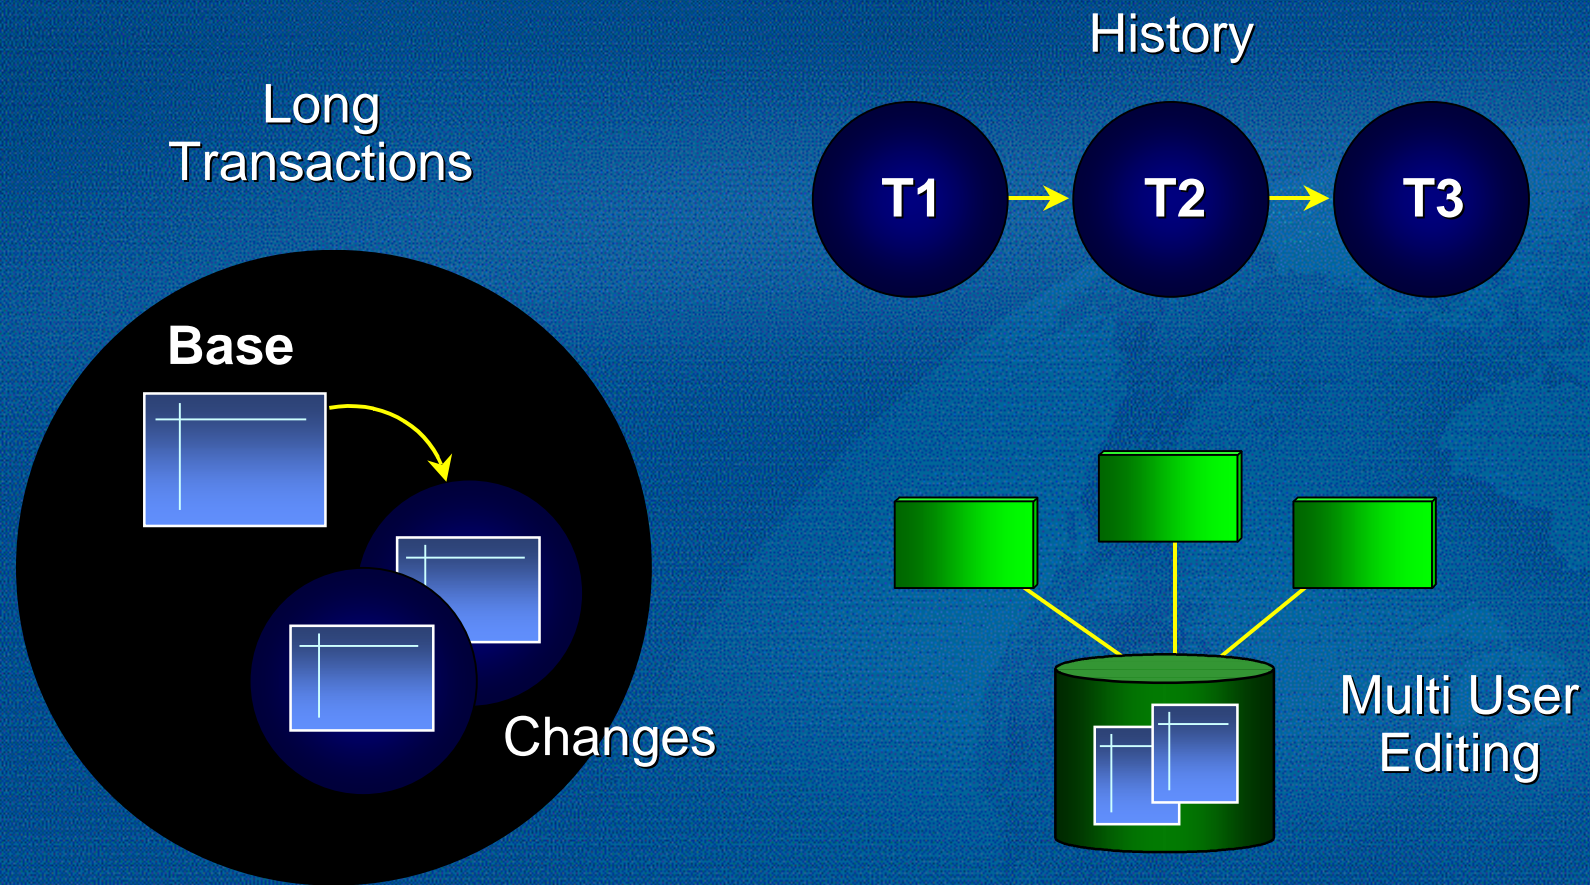 Long
Transactions
Base
Changes
History
T1
T2
T3
Multi User
Editing